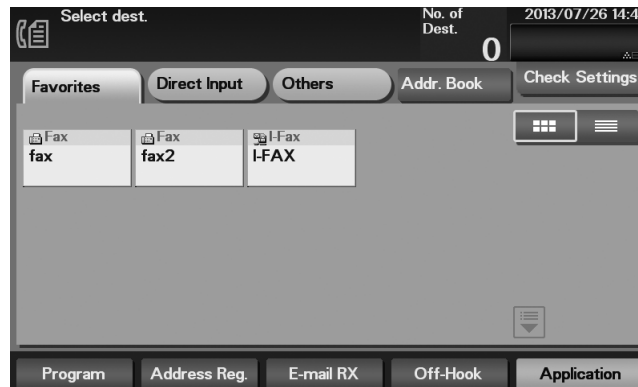 Select dest.
No. of
Dest.
0
2013/07/26 14:4
Favorites
Direct Input
Others
Addr. Book
Check Settings
Fax
fax
Fax
fax2
I-Fax
I-FAX
Program
Address Reg.
E-mail RX
Off-Hook
Application